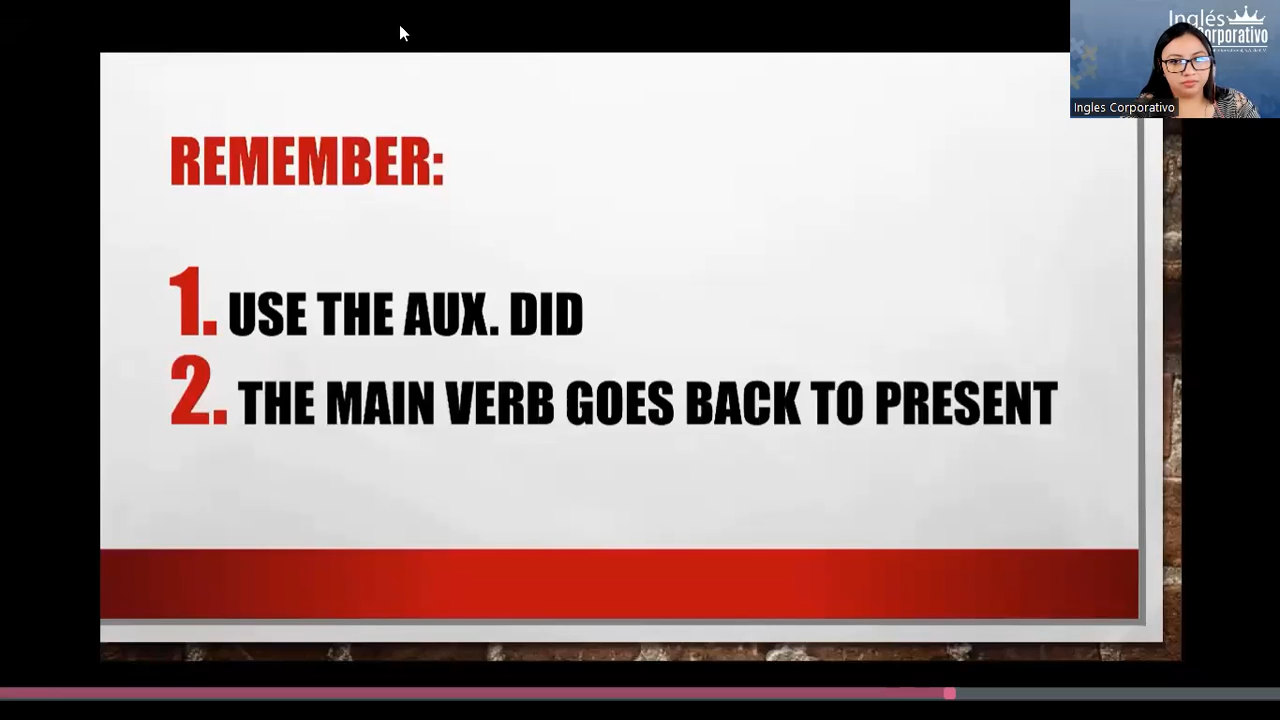 Inglés
Corporativo
Ingles Corporativo
REMEMBER:
1. USE THE AUX. DID
2. THE MAIN VERB GOES BACK TO PRESENT